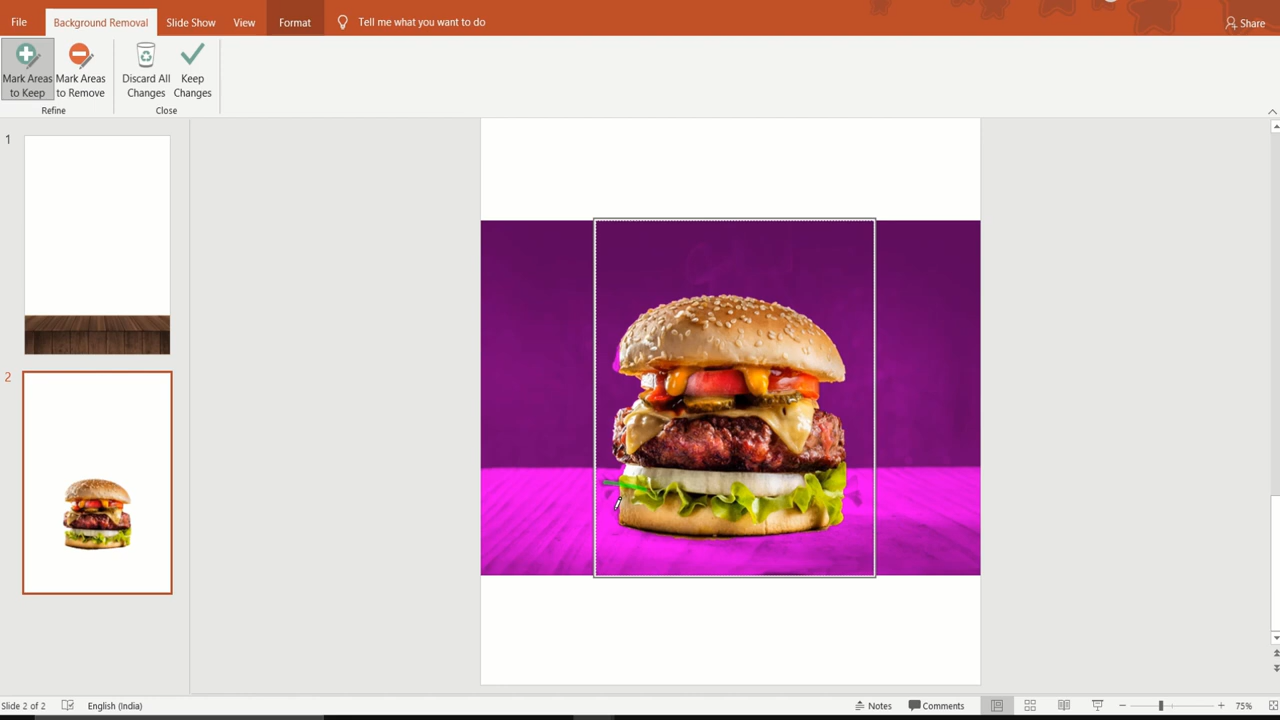 File Background Removal Slide Show View Format Tell me what you want to do Share
Mark Areas to Keep
Mark Areas to Remove
Discard All Changes
Keep Changes
Refine
Close
1
2
Slide 2 of 2 English (India) Notes Comments 75%